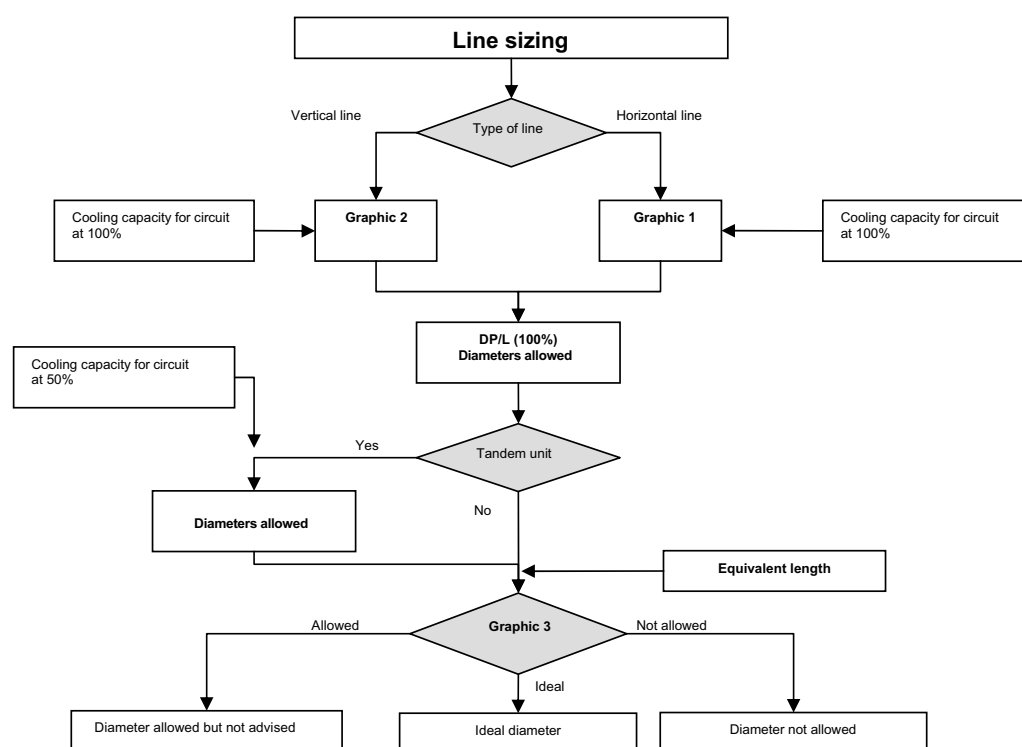 Line sizing
Vertical line
Horizontal line
Type of line
Cooling capacity for circuit
at 100%
Graphic 2
Graphic 1
Cooling capacity for circuit
at 100%
DP/L (100%)
Diameters allowed
Cooling capacity for circuit
at 50%
Yes
Tandem unit
No
Diameters allowed
Equivalent length
Allowed
Graphic 3
Not allowed
Ideal
Diameter allowed but not advised
Ideal diameter
Diameter not allowed